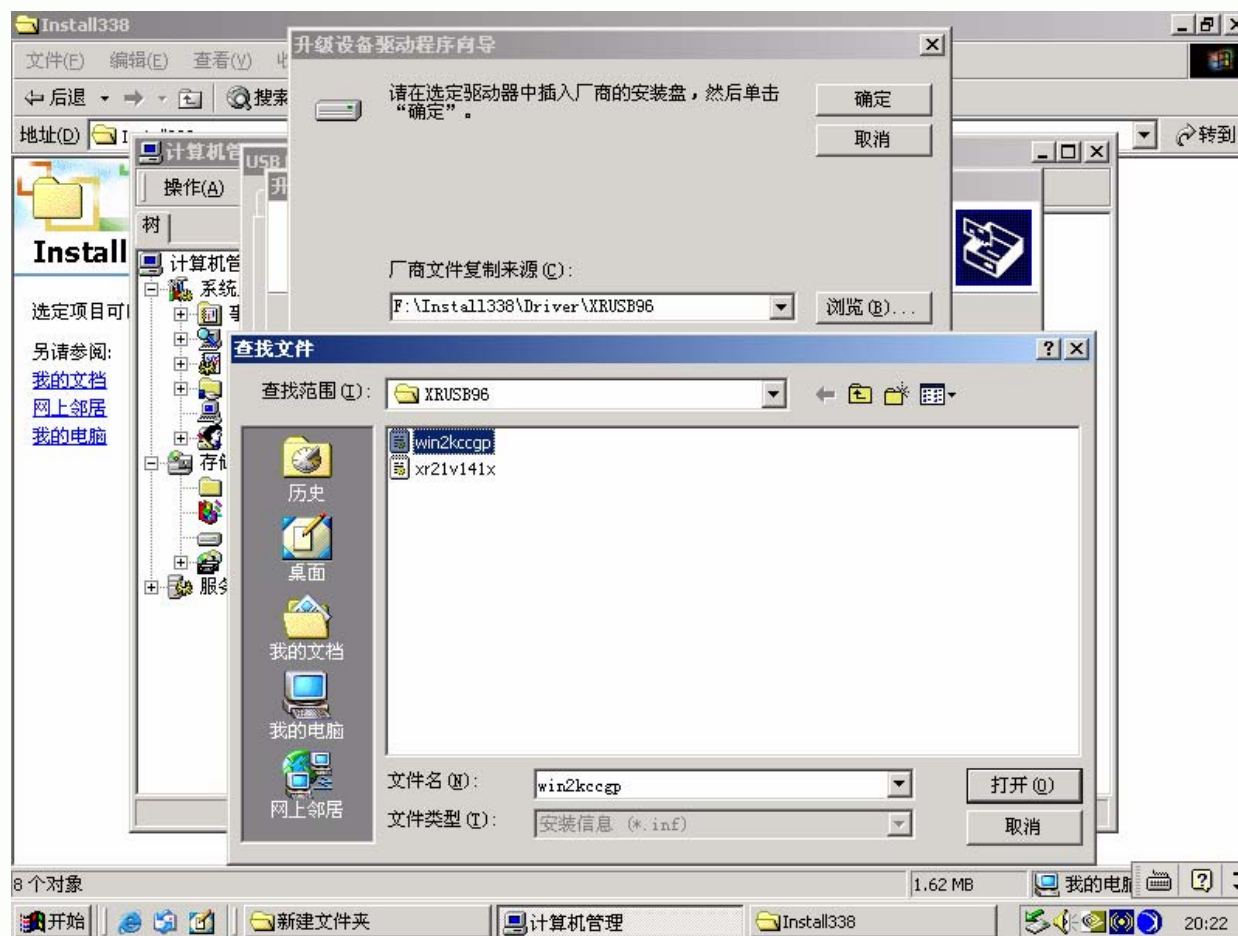 Install338
文件(F) 编辑(E) 查看(V) 收
后退 搜索
地址(D)
转到
升级设备驱动程序向导
请在选定驱动器中插入厂商的安装盘，然后单击
“确定”。
确定
取消
厂商文件复制来源(C):
F:\Install338\Driver\XRUSB96
浏览(B)...
计算机管
操作(A)
树
计算机管
系统
存储
服务
USB
升
Install
选定项目可
另请参阅:
我的文档
网上邻居
我的电脑
查找文件
查找范围(I): XRUSB96
win2kccgp
xr21v141x
历史
桌面
我的文档
我的电脑
网上邻居
文件名(N): win2kccgp
打开(O)
文件类型(T): 安装信息 (*.inf)
取消
8 个对象
1.62 MB
我的电脑
开始
新建文件夹
计算机管理
Install338
20:22